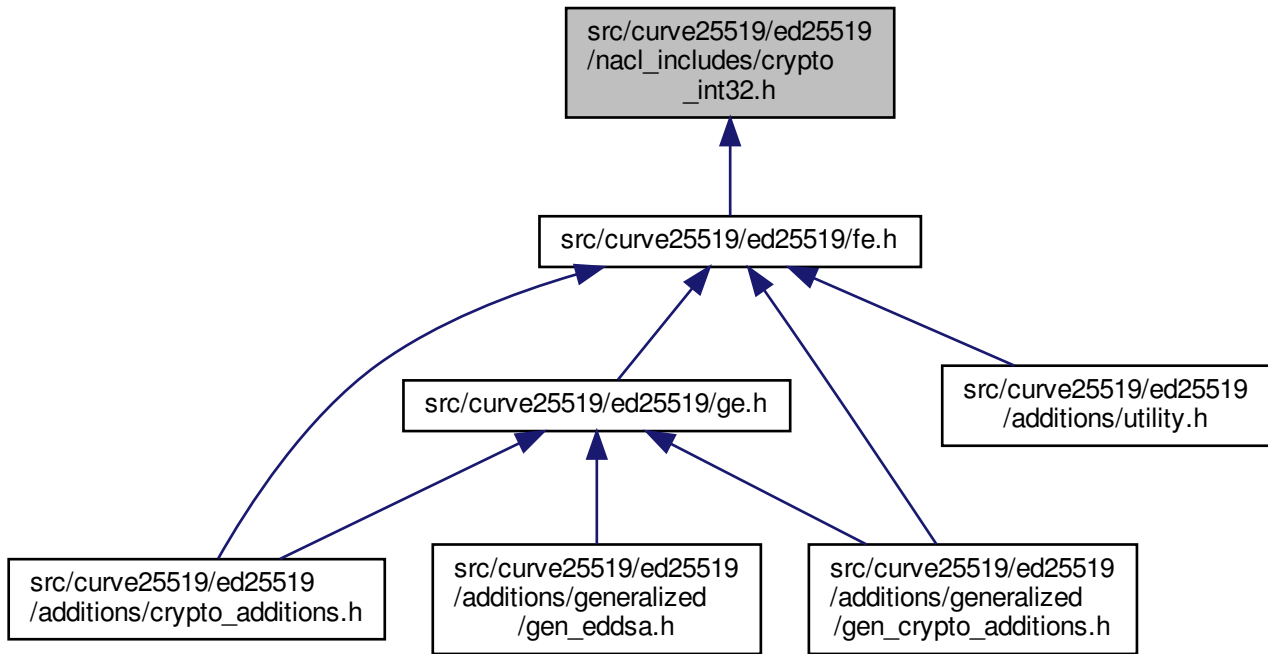 src/curve25519/ed25519
/nacl_includes/crypto
_int32.h
src/curve25519/ed25519/fe.h
src/curve25519/ed25519/ge.h
src/curve25519/ed25519
/additions/utility.h
src/curve25519/ed25519
/additions/crypto_additions.h
src/curve25519/ed25519
/additions/generalized
/gen_eddsa.h
src/curve25519/ed25519
/additions/generalized
/gen_crypto_additions.h